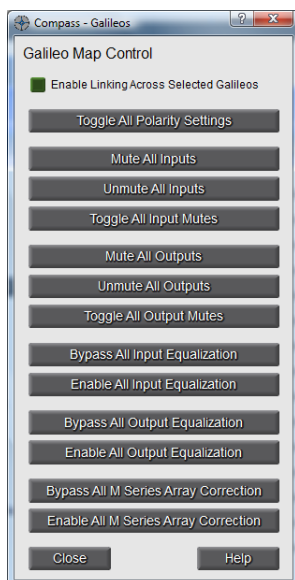 Compass - Galileos
Galileo Map Control
Enable Linking Across Selected Galileos
Toggle All Polarity Settings
Mute All Inputs
Unmute All Inputs
Toggle All Input Mutes
Mute All Outputs
Unmute All Outputs
Toggle All Output Mutes
Bypass All Input Equalization
Enable All Input Equalization
Bypass All Output Equalization
Enable All Output Equalization
Bypass All M Series Array Correction
Enable All M Series Array Correction
Close Help